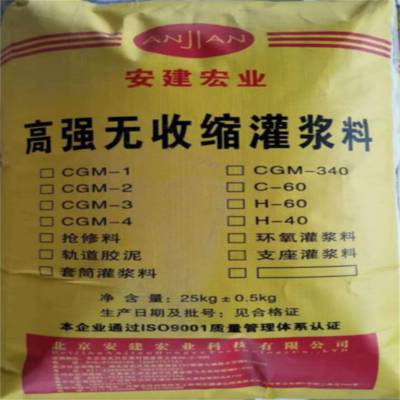 ANJIAN
安建宏业
高强无收缩灌浆料
□ CGM-1 □ CGM-340
□ CGM-2 □ C-60
□ CGM-3 □ H-60
□ CGM-4 □ H-40
□ 抢修料 □ 环氧灌浆料
□ 轨道胶泥 □ 支座灌浆料
□ 套筒灌浆料 □
净 含 量：25kg±0.5kg
生产日期及批号：见合格证
本企业通过ISO9001质量管理体系认证
北京安建宏业科技有限公司